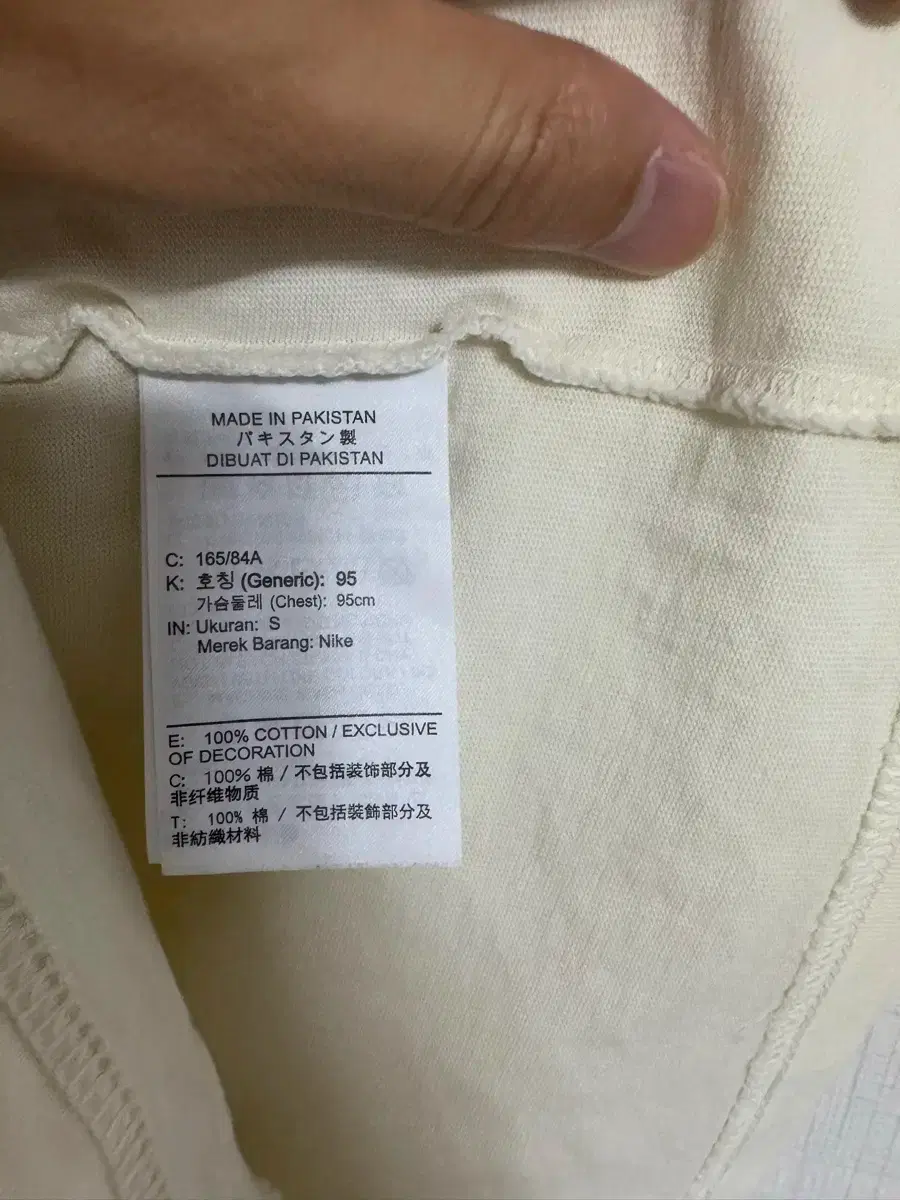 MADE IN PAKISTAN
パキスタン製
DIBUAT DI PAKISTAN
C: 165/84A
K: 호칭 (Generic): 95
가슴둘레 (Chest): 95cm
IN: Ukuran: S
Merek Barang: Nike
E: 100% COTTON / EXCLUSIVE
OF DECORATION
C: 100% 棉 / 不包括装饰部分及
非纤维物质
T: 100% 棉 / 不包括裝飾部分及
非紡織材料